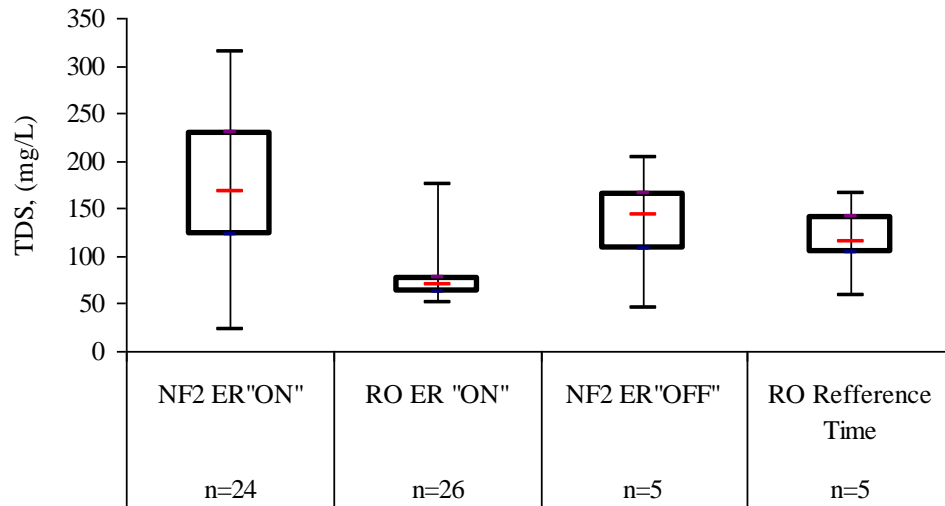 TDS, (mg/L)
350
300
250
200
150
100
50
0
NF2 ER"ON"
RO ER "ON"
NF2 ER"OFF"
RO Refference
Time
n=24
n=26
n=5
n=5